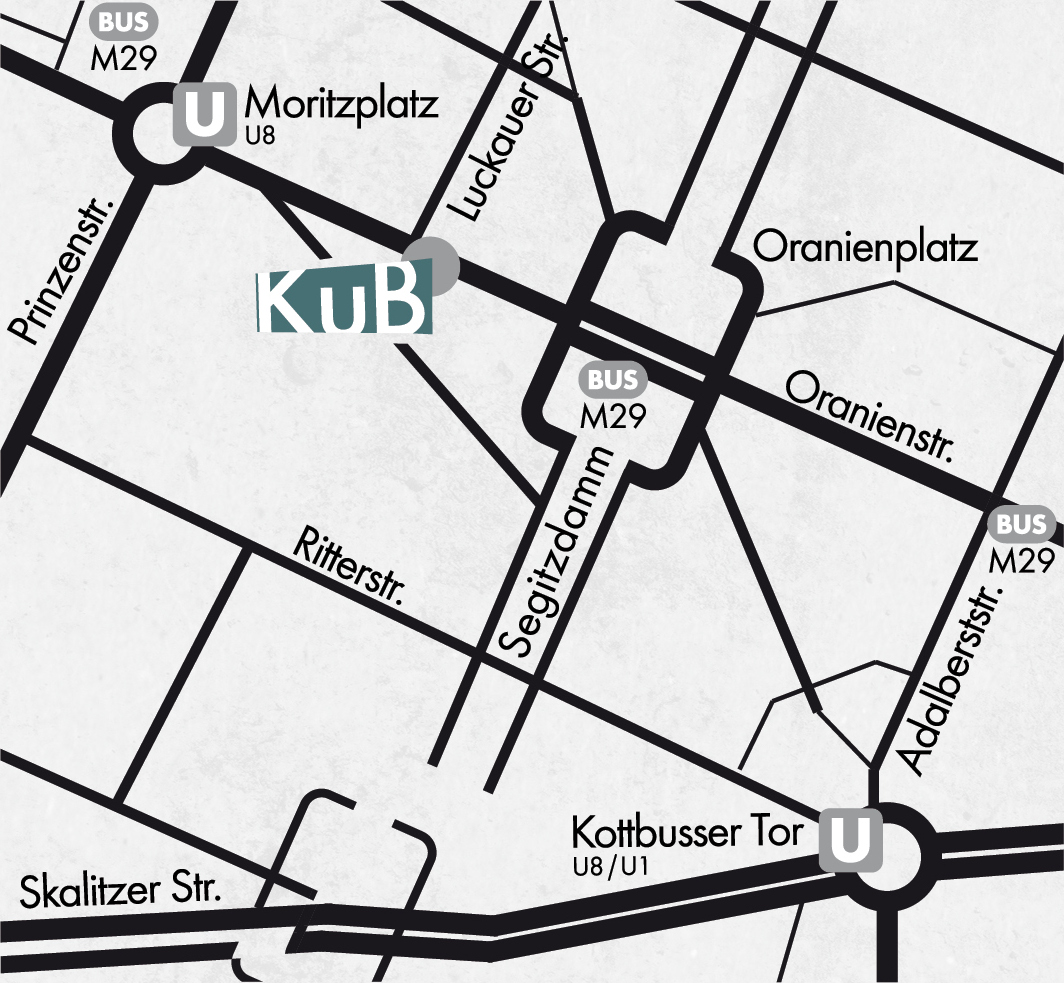 BUS
M29
U
Moritzplatz
U8
Luckauer Str.
Prinzenstr.
Oranienplatz
KuB
BUS
M29
Oranienstr.
Segitzdamm
BUS
M29
Ritterstr.
Adalbertstr.
Kottbusser Tor
U8/U1
U
Skalitzer Str.